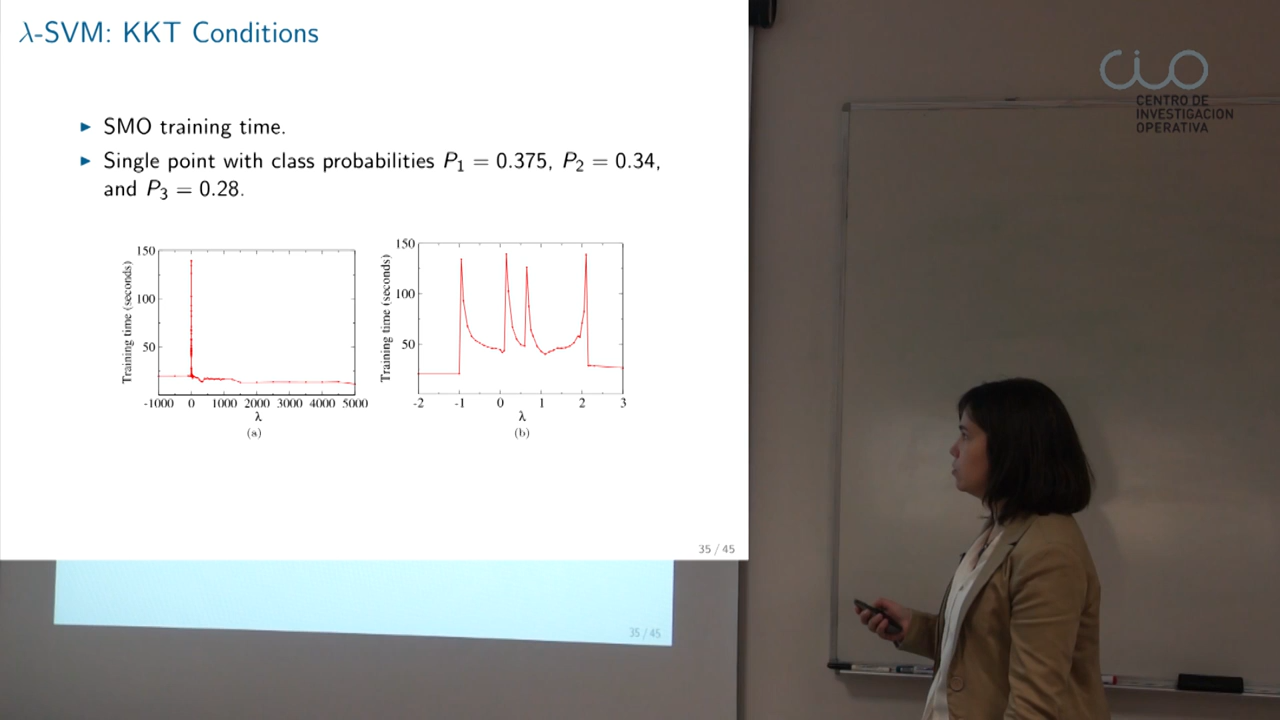 λ-SVM: KKT Conditions
▶ SMO training time.
▶ Single point with class probabilities P₁ = 0.375, P₂ = 0.34,
and P₃ = 0.28.
150
100
50
Training time (seconds)
-1000 0 1000 2000 3000 4000 5000
λ
(a)
150
100
50
Training time (seconds)
-2 -1 0 1 2 3
λ
(b)
35 / 45
35 / 45
CIO
CENTRO DE
INVESTIGACION
OPERATIVA